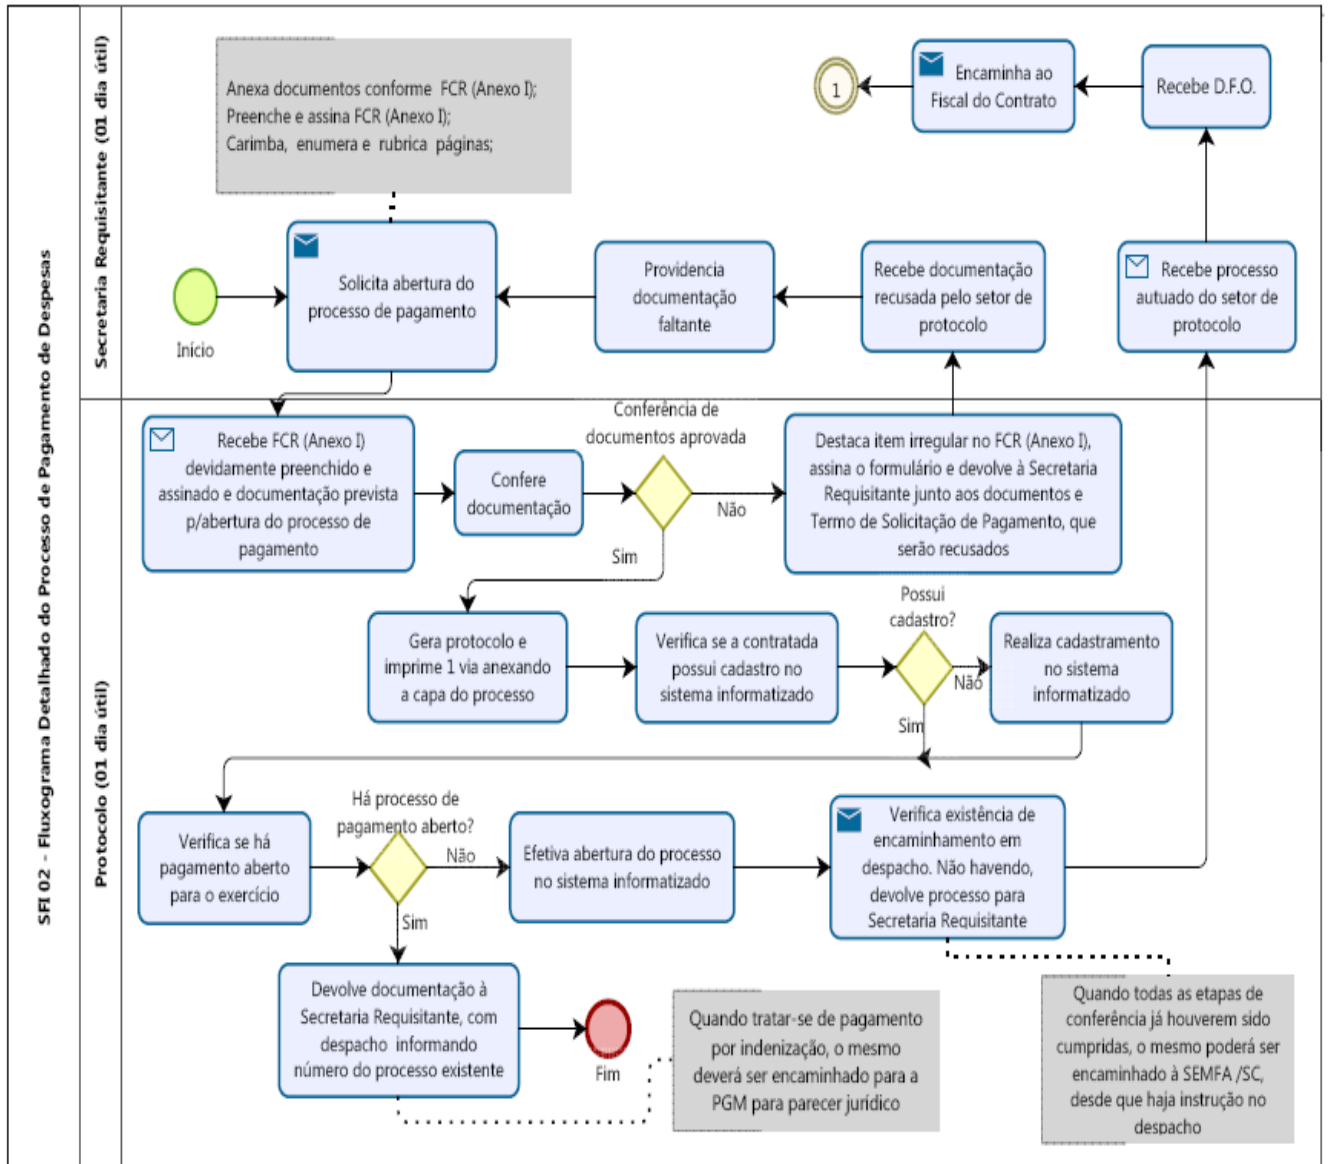 SFI 02 - Fluxograma Detalhado do Processo de Pagamento de Despesas
Secretaria Requisitante (01 dia útil)
Anexa documentos conforme FCR (Anexo I);
Preenche e assina FCR (Anexo I);
Carimba, enumera e rubrica páginas;
1
Encaminha ao
Fiscal do Contrato
Recebe D.F.O.
Início
Solicita abertura do
processo de pagamento
Providencia
documentação
faltante
Recebe documentação
recusada pelo setor de
protocolo
Recebe processo
autuado do setor de
protocolo
Protocolo (01 dia útil)
Recebe FCR (Anexo I)
devidamente preenchido e
assinado e documentação prevista
p/abertura do processo de
pagamento
Confere
documentação
Conferência de
documentos aprovada
Não
Sim
Destaca item irregular no FCR (Anexo I),
assina o formulário e devolve à Secretaria
Requisitante junto aos documentos e
Termo de Solicitação de Pagamento, que
serão recusados
Gera protocolo e
imprime 1 via anexando
a capa do processo
Verifica se a contratada
possui cadastro no
sistema informatizado
Possui
cadastro?
Não
Sim
Realiza cadastramento
no sistema
informatizado
Verifica se há
pagamento aberto
para o exercício
Há processo de
pagamento aberto?
Não
Sim
Efetiva abertura do processo
no sistema informatizado
Verifica existência de
encaminhamento em
despacho. Não havendo,
devolve processo para
Secretaria Requisitante
Devolve documentação à
Secretaria Requisitante, com
despacho informando
número do processo existente
Fim
Quando tratar-se de pagamento
por indenização, o mesmo
deverá ser encaminhado para a
PGM para parecer jurídico
Quando todas as etapas de
conferência já houverem sido
cumpridas, o mesmo poderá ser
encaminhado à SEMFA /SC,
desde que haja instrução no
despacho